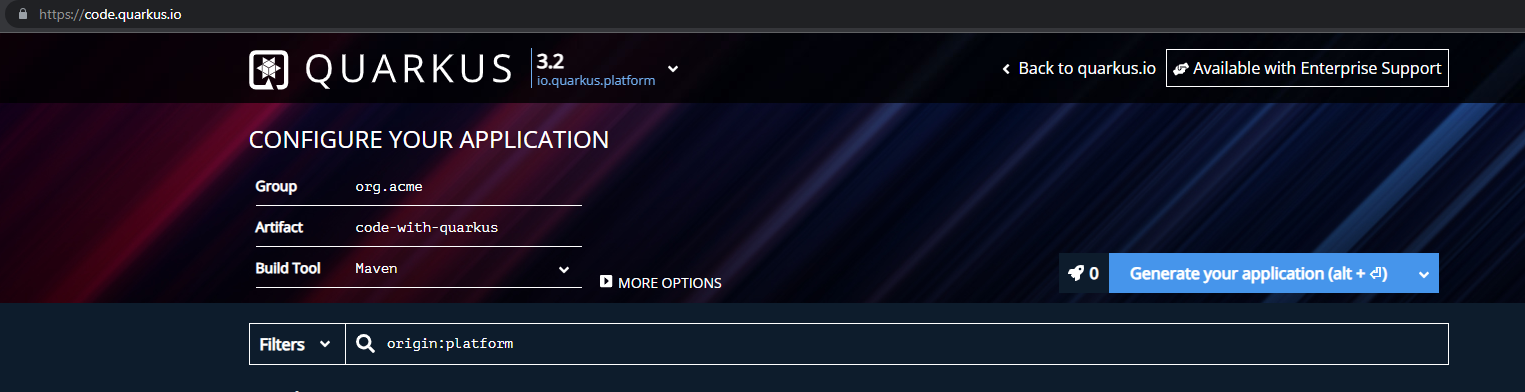 https://code.quarkus.io
QUARKUS 3.2
io.quarkus.platform
Back to quarkus.io
Available with Enterprise Support
CONFIGURE YOUR APPLICATION
Group org.acme
Artifact code-with-quarkus
Build Tool Maven
MORE OPTIONS
0 Generate your application (alt + ⏎)
Filters origin:platform